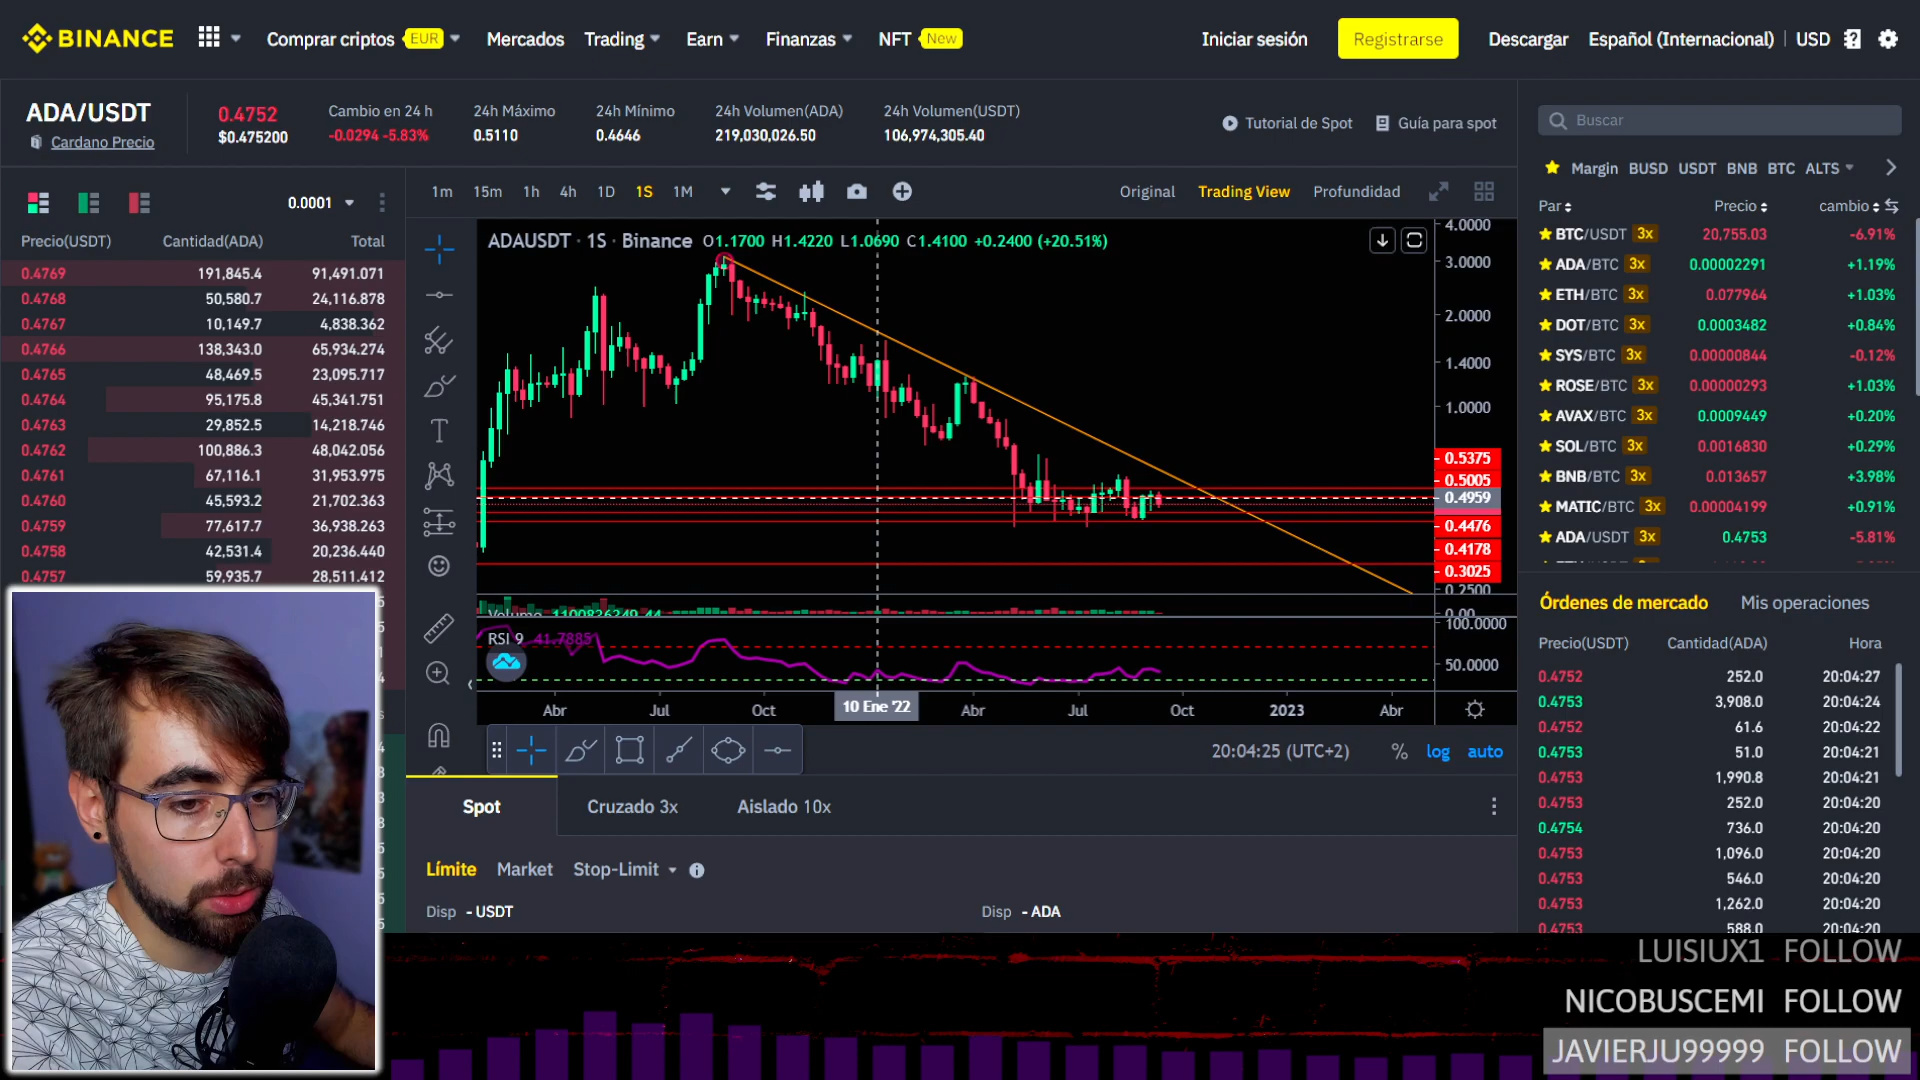 BINANCE
Comprar criptos EUR
Mercados
Trading
Earn
Finanzas
NFT New
Iniciar sesión
Registrarse
Descargar
Español (Internacional)
USD
ADA/USDT
Cardano Precio
0.4752
$0.475200
Cambio en 24 h
-0.0294 -5.83%
24h Máximo
0.5110
24h Mínimo
0.4646
24h Volumen(ADA)
219,030,026.50
24h Volumen(USDT)
106,974,305.40
Tutorial de Spot
Guía para spot
0.0001
Precio(USDT) Cantidad(ADA) Total
0.4769 191,845.4 91,491.071
0.4768 50,580.7 24,116.878
0.4767 10,149.7 4,838.362
0.4766 138,343.0 65,934.274
0.4765 48,469.5 23,095.717
0.4764 95,175.8 45,341.751
0.4763 29,852.5 14,218.746
0.4762 100,886.3 48,042.056
0.4761 67,116.1 31,953.975
0.4760 45,593.2 21,702.363
0.4759 77,617.7 36,938.263
0.4758 42,531.4 20,236.440
0.4757 59,935.7 28,511.412
1m 15m 1h 4h 1D 1S 1M
Original Trading View Profundidad
ADAUSDT · 1S · Binance O1.1700 H1.4220 L1.0690 C1.4100 +0.2400 (+20.51%)
4.0000
3.0000
2.0000
1.4000
1.0000
0.5375
0.5005
0.4959
0.4476
0.4178
0.3025
0.2500
0.00
Volumo 1100826249.44
100.0000
RSI 9 41.7885
50.0000
Abr Jul Oct 10 Ene '22 Abr Jul Oct 2023 Abr
20:04:25 (UTC+2) % log auto
Spot Cruzado 3x Aislado 10x
Límite Market Stop-Limit
Disp - USDT
Disp - ADA
Buscar
Margin BUSD USDT BNB BTC ALTS
Par Precio cambio
BTC/USDT 3x 20,755.03 -6.91%
ADA/BTC 3x 0.00002291 +1.19%
ETH/BTC 3x 0.077964 +1.03%
DOT/BTC 3x 0.0003482 +0.84%
SYS/BTC 3x 0.00000844 -0.12%
ROSE/BTC 3x 0.00000293 +1.03%
AVAX/BTC 3x 0.0009449 +0.20%
SOL/BTC 3x 0.0016830 +0.29%
BNB/BTC 3x 0.013657 +3.98%
MATIC/BTC 3x 0.00004199 +0.91%
ADA/USDT 3x 0.4753 -5.81%
Órdenes de mercado Mis operaciones
Precio(USDT) Cantidad(ADA) Hora
0.4752 252.0 20:04:27
0.4753 3,908.0 20:04:24
0.4752 61.6 20:04:22
0.4753 51.0 20:04:21
0.4753 1,990.8 20:04:21
0.4753 252.0 20:04:20
0.4754 736.0 20:04:20
0.4753 1,096.0 20:04:20
0.4753 546.0 20:04:20
0.4753 1,262.0 20:04:20
0.4753 588.0 20:04:20
LUISIUX1 FOLLOW
NICOBUSCEMI FOLLOW
JAVIERJU99999 FOLLOW